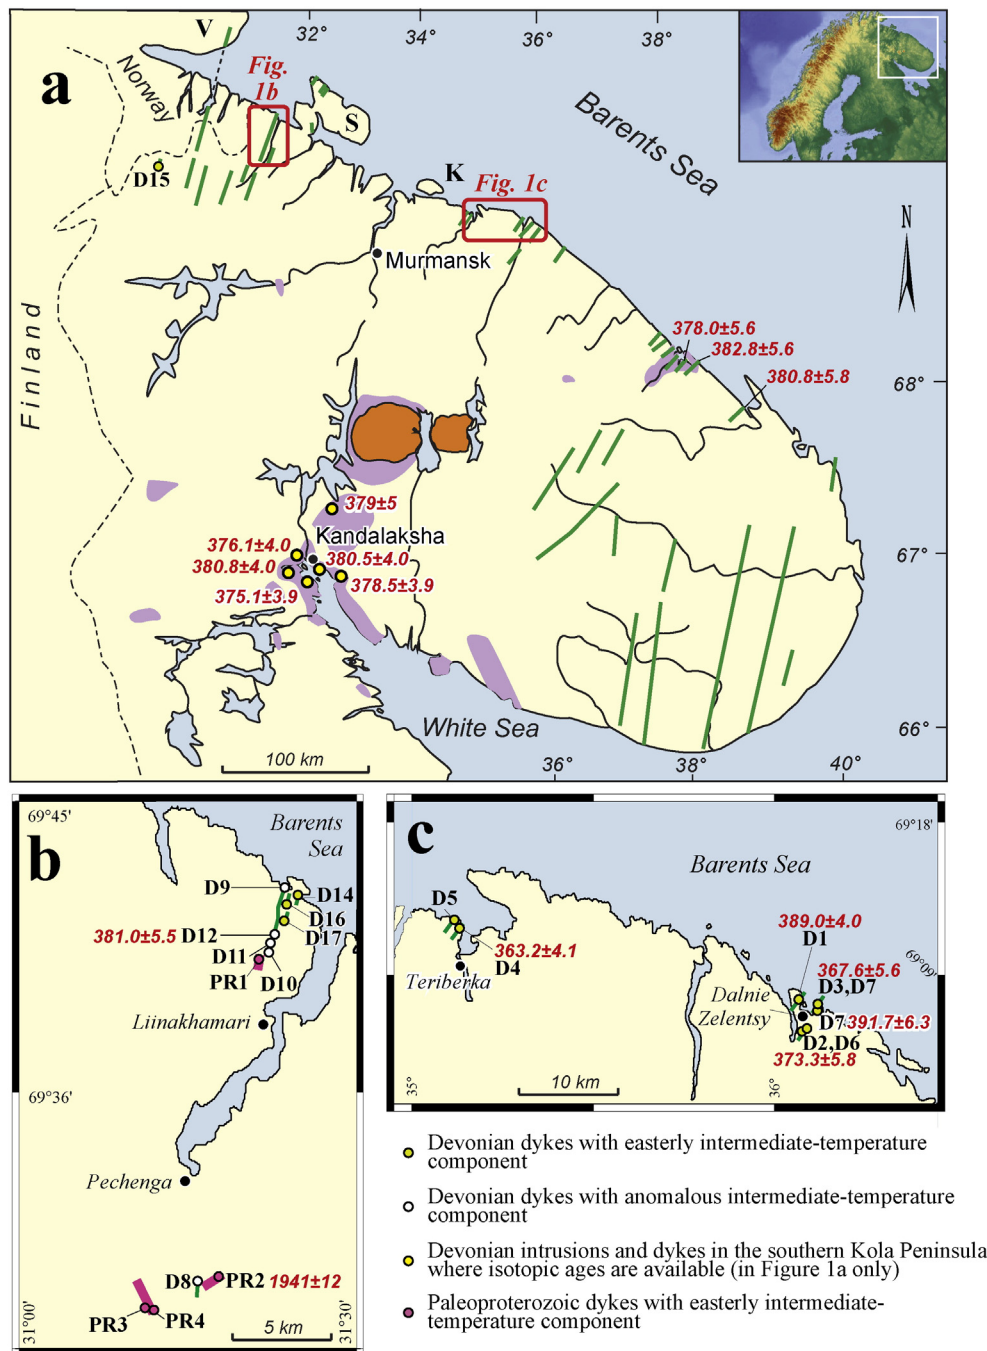 V
32°
34°
36°
38°
a
Norway
Fig.
1b
S
Barents Sea
D15
K
Fig. 1c
N
Murmansk
Finland
378.0±5.6
382.8±5.6
380.8±5.8
68°
379±5
Kandalaksha
376.1±4.0
380.5±4.0
380.8±4.0
378.5±3.9
375.1±3.9
67°
White Sea
66°
100 km
36°
38°
40°
69°45'
b
Barents
Sea
D9
D14
D16
D17
381.0±5.5
D12
D11
D10
PR1
Liinakhamari
69°36'
Pechenga
D8
PR2
1941±12
PR3
PR4
5 km
31°00'
31°30'
c
69°18'
Barents Sea
D5
363.2±4.1
D4
Teriberka
389.0±4.0
D1
69°09'
367.6±5.6
D3,D7
Dalnie
Zelentsy
D7
391.7±6.3
D2,D6
373.3±5.8
10 km
35°
36°
Devonian dykes with easterly intermediate-temperature
component
Devonian dykes with anomalous intermediate-temperature
component
Devonian intrusions and dykes in the southern Kola Peninsula
where isotopic ages are available (in Figure 1a only)
Paleoproterozoic dykes with easterly intermediate-
temperature component